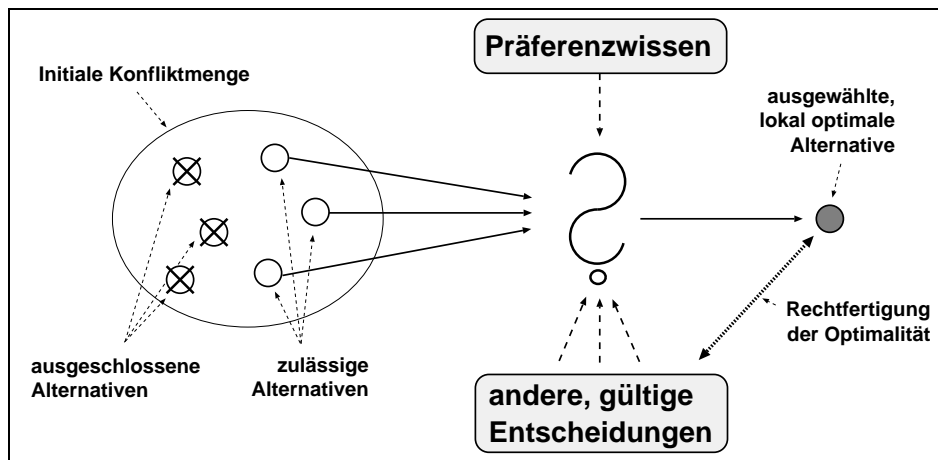 Präferenzwissen
Initiale Konfliktmenge
ausgewählte,
lokal optimale
Alternative
Rechtfertigung
der Optimalität
ausgeschlossene
Alternativen
zulässige
Alternativen
andere, gültige
Entscheidungen